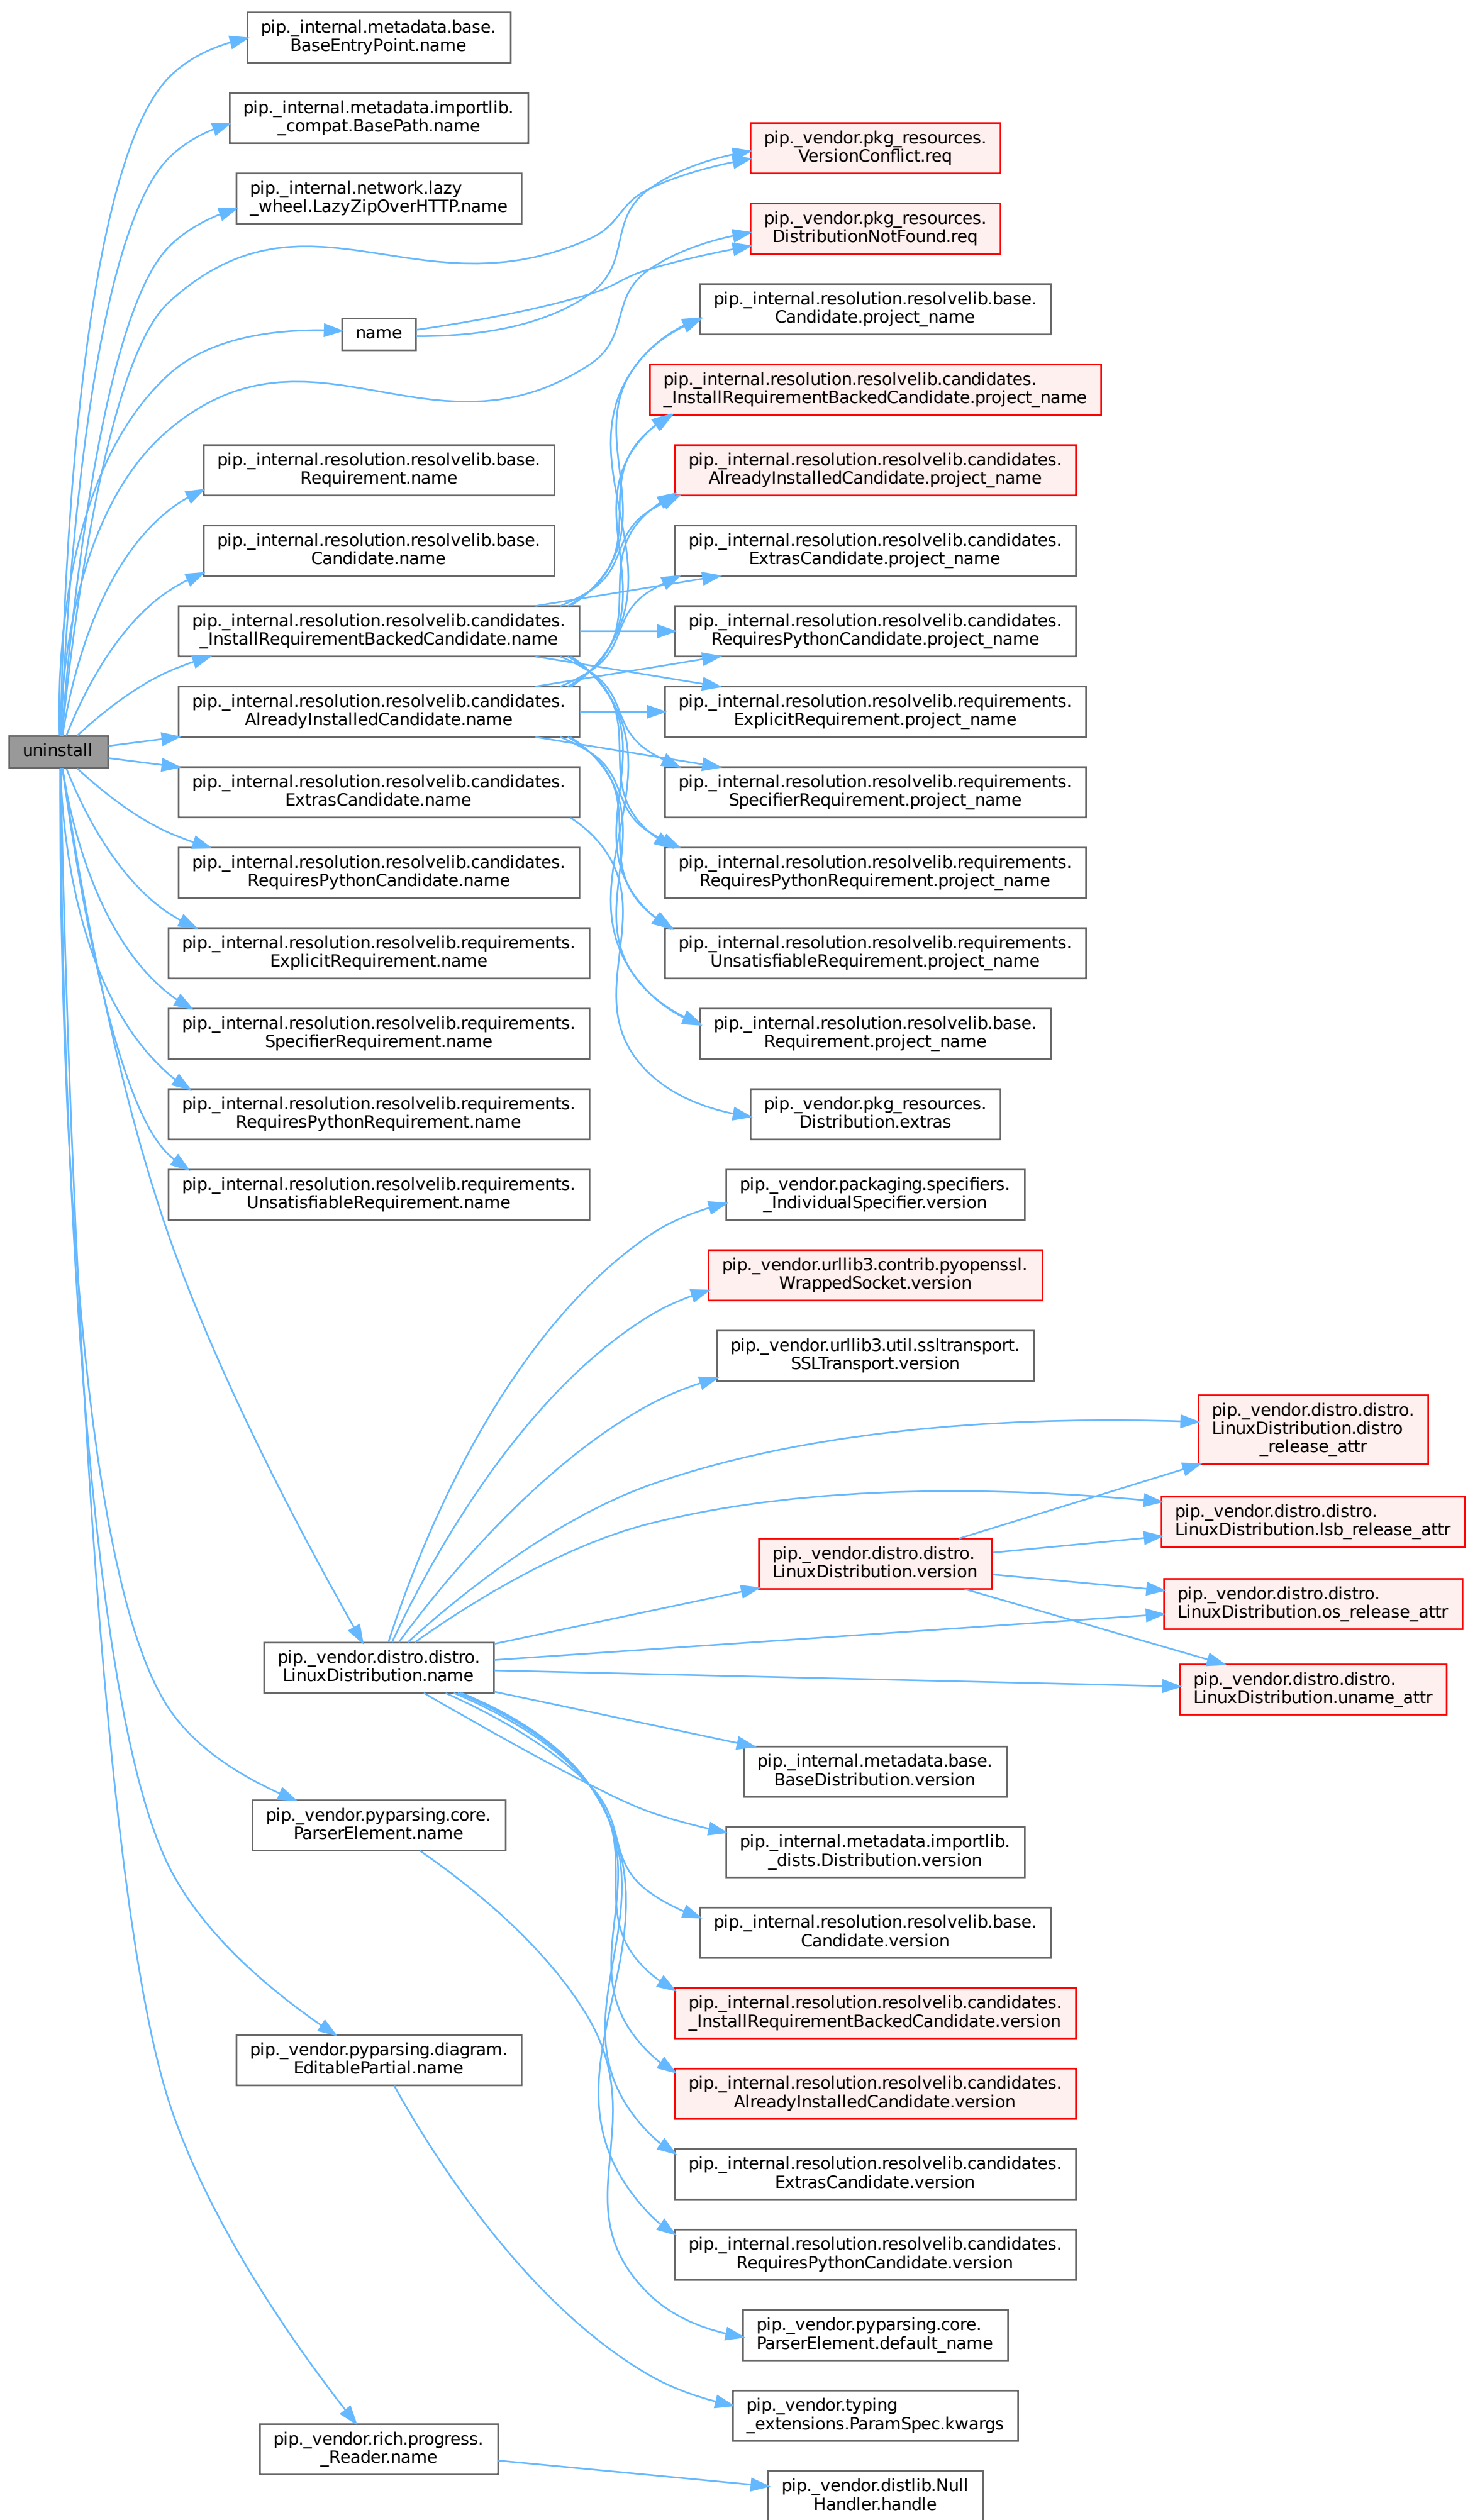 pip._internal.metadata.base.
BaseEntryPoint.name
pip._internal.metadata.importlib.
_compat.BasePath.name
pip._internal.network.lazy
_wheel.LazyZipOverHTTP.name
name
pip._internal.resolution.resolvelib.base.
Requirement.name
pip._internal.resolution.resolvelib.base.
Candidate.name
pip._internal.resolution.resolvelib.candidates.
_InstallRequirementBackedCandidate.name
pip._internal.resolution.resolvelib.candidates.
AlreadyInstalledCandidate.name
uninstall
pip._internal.resolution.resolvelib.candidates.
ExtrasCandidate.name
pip._internal.resolution.resolvelib.candidates.
RequiresPythonCandidate.name
pip._internal.resolution.resolvelib.requirements.
ExplicitRequirement.name
pip._internal.resolution.resolvelib.requirements.
SpecifierRequirement.name
pip._internal.resolution.resolvelib.requirements.
RequiresPythonRequirement.name
pip._internal.resolution.resolvelib.requirements.
UnsatisfiableRequirement.name
pip._vendor.distro.distro.
LinuxDistribution.name
pip._vendor.pyparsing.core.
ParserElement.name
pip._vendor.pyparsing.diagram.
EditablePartial.name
pip._vendor.rich.progress.
_Reader.name
pip._vendor.pkg_resources.
VersionConflict.req
pip._vendor.pkg_resources.
DistributionNotFound.req
pip._internal.resolution.resolvelib.base.
Candidate.project_name
pip._internal.resolution.resolvelib.candidates.
_InstallRequirementBackedCandidate.project_name
pip._internal.resolution.resolvelib.candidates.
AlreadyInstalledCandidate.project_name
pip._internal.resolution.resolvelib.candidates.
ExtrasCandidate.project_name
pip._internal.resolution.resolvelib.candidates.
RequiresPythonCandidate.project_name
pip._internal.resolution.resolvelib.requirements.
ExplicitRequirement.project_name
pip._internal.resolution.resolvelib.requirements.
SpecifierRequirement.project_name
pip._internal.resolution.resolvelib.requirements.
RequiresPythonRequirement.project_name
pip._internal.resolution.resolvelib.requirements.
UnsatisfiableRequirement.project_name
pip._internal.resolution.resolvelib.base.
Requirement.project_name
pip._vendor.pkg_resources.
Distribution.extras
pip._vendor.packaging.specifiers.
_IndividualSpecifier.version
pip._vendor.urllib3.contrib.pyopenssl.
WrappedSocket.version
pip._vendor.urllib3.util.ssltransport.
SSLTransport.version
pip._vendor.distro.distro.
LinuxDistribution.version
pip._internal.metadata.base.
BaseDistribution.version
pip._internal.metadata.importlib.
_dists.Distribution.version
pip._internal.resolution.resolvelib.base.
Candidate.version
pip._internal.resolution.resolvelib.candidates.
_InstallRequirementBackedCandidate.version
pip._internal.resolution.resolvelib.candidates.
AlreadyInstalledCandidate.version
pip._internal.resolution.resolvelib.candidates.
ExtrasCandidate.version
pip._internal.resolution.resolvelib.candidates.
RequiresPythonCandidate.version
pip._vendor.pyparsing.core.
ParserElement.default_name
pip._vendor.typing
_extensions.ParamSpec.kwargs
pip._vendor.distlib.Null
Handler.handle
pip._vendor.distro.distro.
LinuxDistribution.distro
_release_attr
pip._vendor.distro.distro.
LinuxDistribution.lsb_release_attr
pip._vendor.distro.distro.
LinuxDistribution.os_release_attr
pip._vendor.distro.distro.
LinuxDistribution.uname_attr